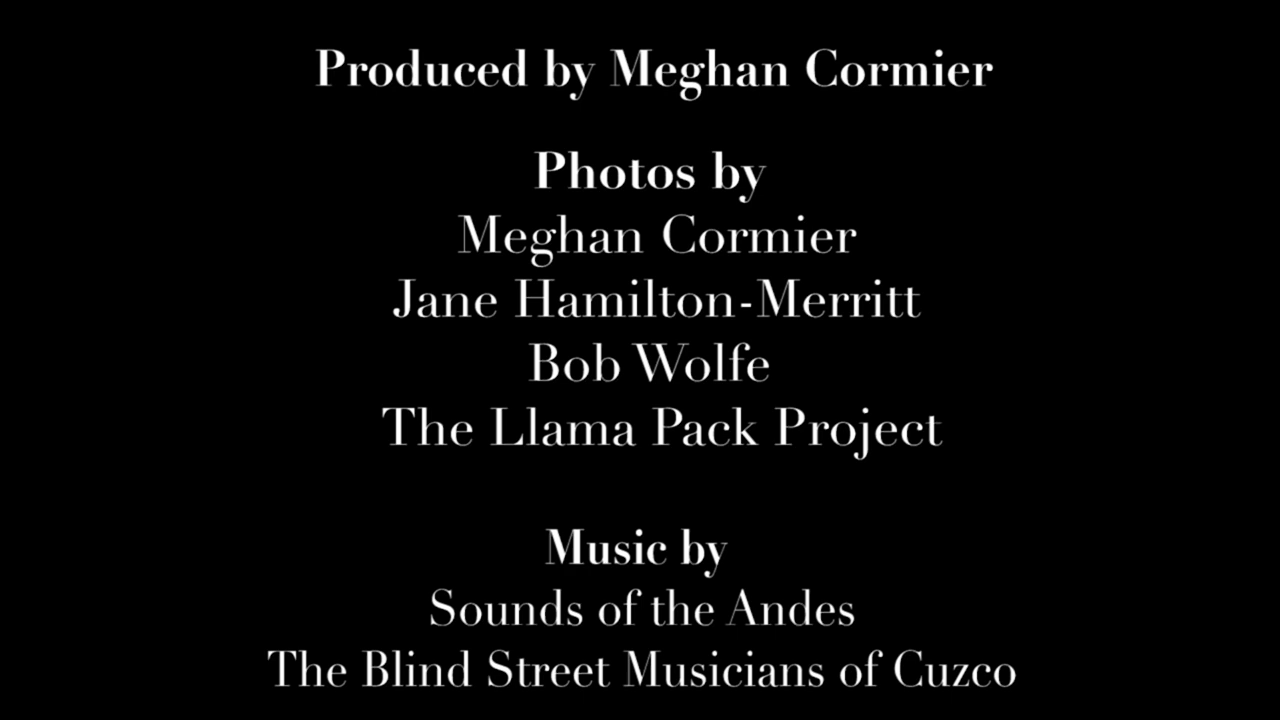 Produced by Meghan Cormier
Photos by
Meghan Cormier
Jane Hamilton-Merritt
Bob Wolfe
The Llama Pack Project
Music by
Sounds of the Andes
The Blind Street Musicians of Cuzco